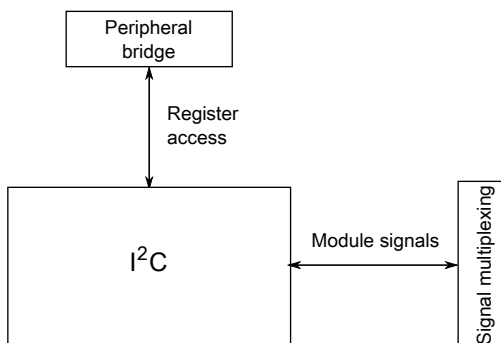 Peripheral
bridge
Register
access
I²C
Module signals
Signal multiplexing